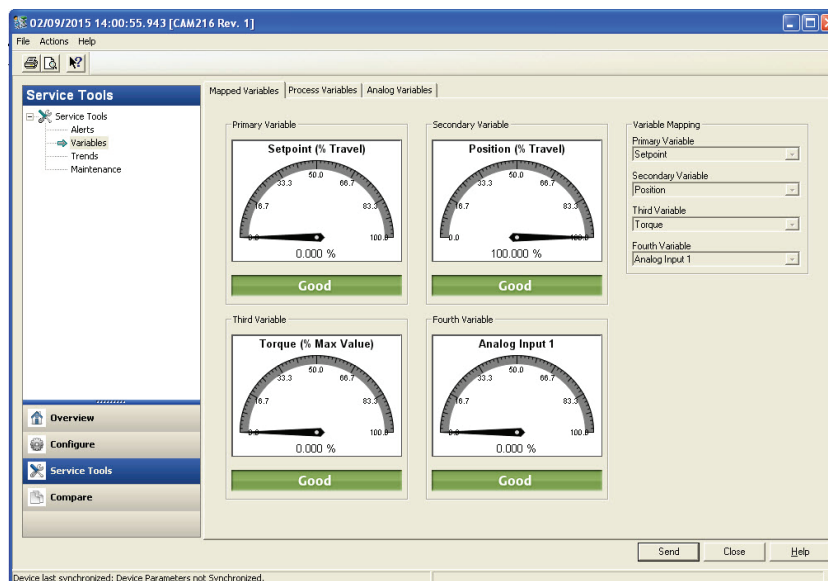 02/09/2015 14:00:55.943 [CAM216 Rev. 1]
File Actions Help
Service Tools
Service Tools
Alerts
Variables
Trends
Maintenance
Overview
Configure
Service Tools
Compare
Mapped Variables Process Variables Analog Variables
Primary Variable
Setpoint (% Travel)
0.0 16.7 33.3 50.0 66.7 83.3 100.0
0.000 %
Good
Secondary Variable
Position (% Travel)
0.0 16.7 33.3 50.0 66.7 83.3 100.0
100.000 %
Good
Third Variable
Torque (% Max Value)
0.0 16.7 33.3 50.0 66.7 83.3 100.0
0.000 %
Good
Fourth Variable
Analog Input 1
0.0 16.7 33.3 50.0 66.7 83.3 100.0
0.000 %
Good
Variable Mapping
Primary Variable
Setpoint
Secondary Variable
Position
Third Variable
Torque
Fourth Variable
Analog Input 1
Send Close Help
Device last synchronized: Device Parameters not Synchronized.